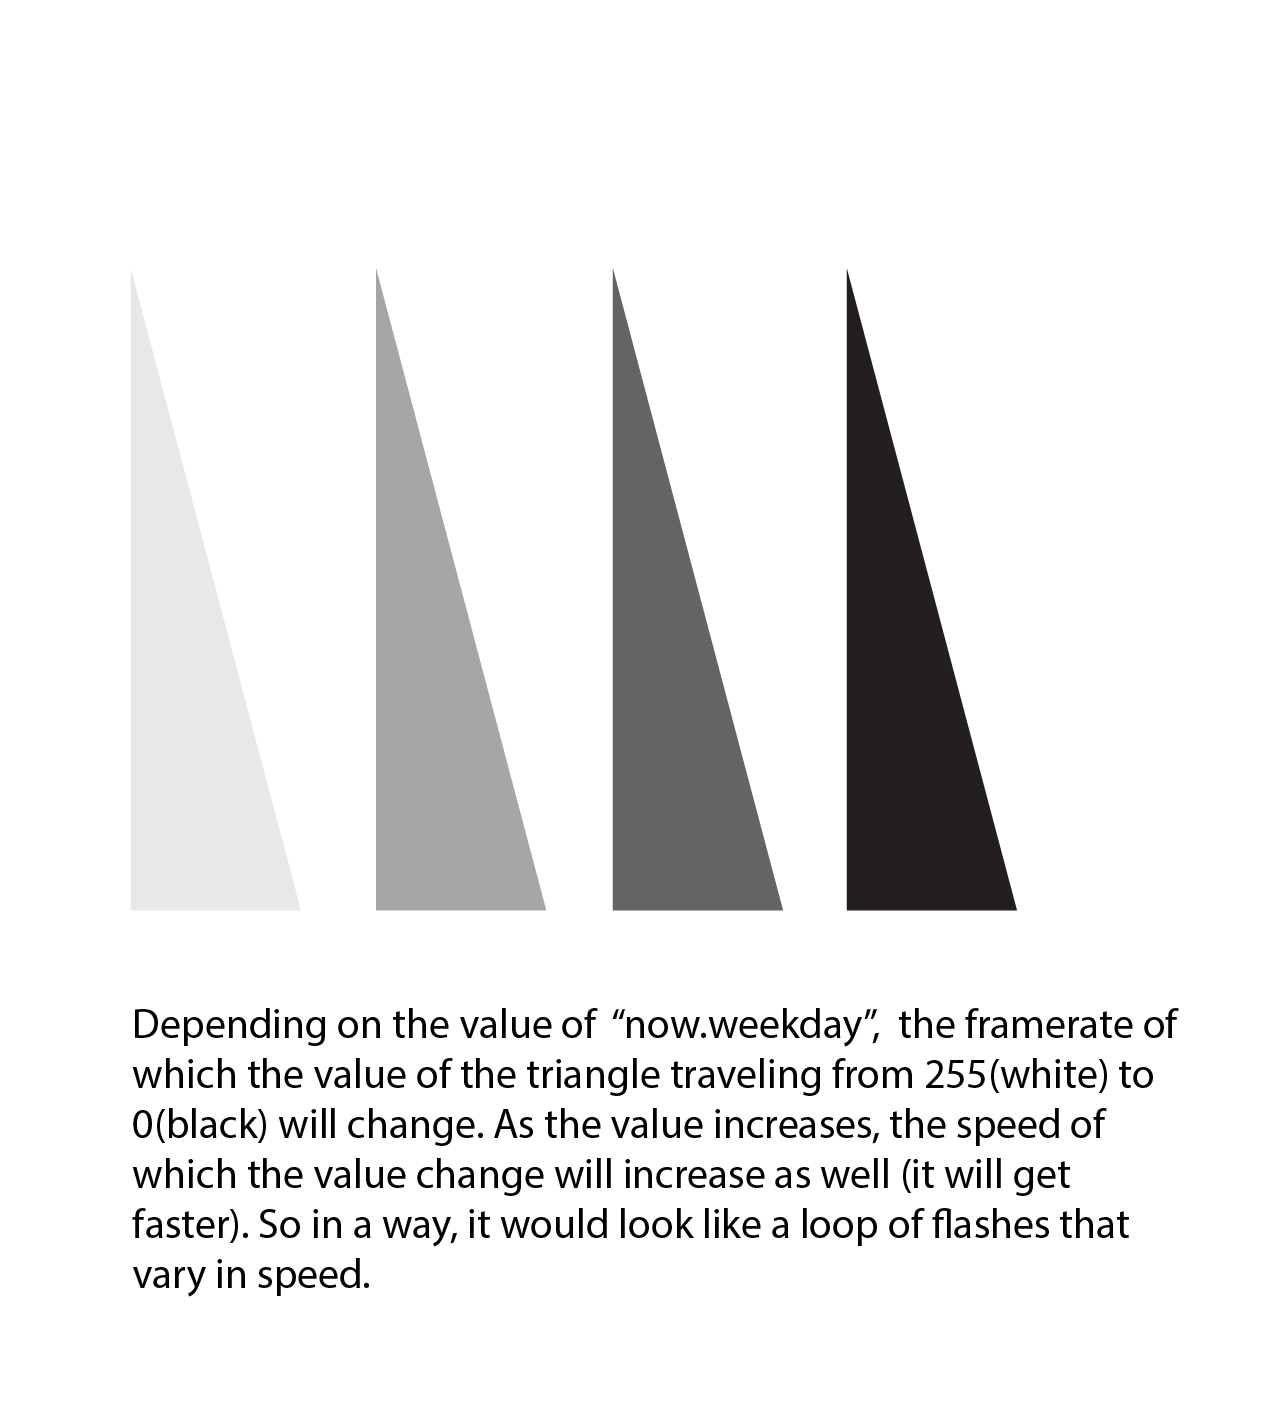 Depending on the value of “now.weekday”,  the framerate of
which the value of the triangle traveling from 255(white) to
0(black) will change. As the value increases, the speed of
which the value change will increase as well (it will get
faster). So in a way, it would look like a loop of flashes that
vary in speed.